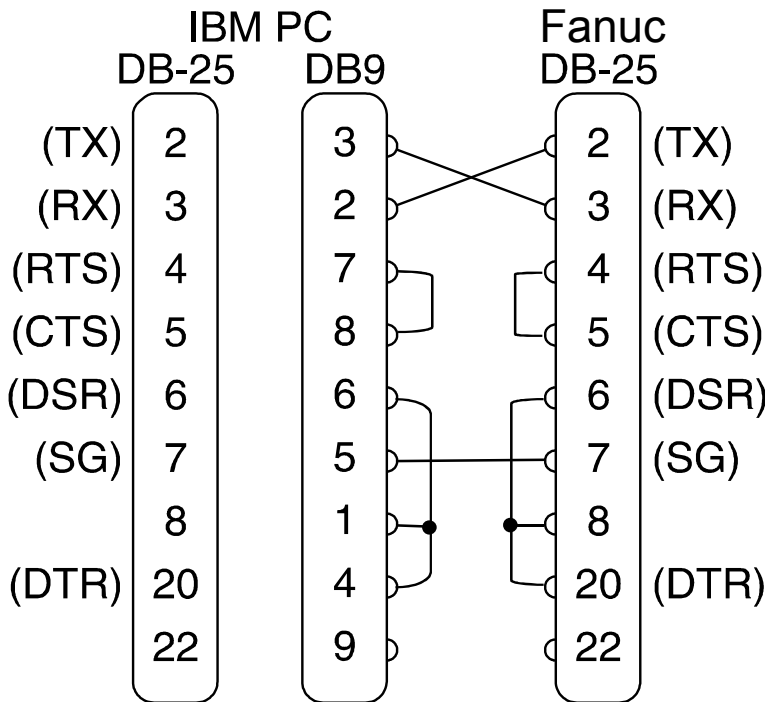 IBM PC Fanuc
DB-25 DB9 DB-25
(TX) 2 3 2 (TX)
(RX) 3 2 3 (RX)
(RTS) 4 7 4 (RTS)
(CTS) 5 8 5 (CTS)
(DSR) 6 6 6 (DSR)
(SG) 7 5 7 (SG)
8 1 8
(DTR) 20 4 20 (DTR)
22 9 22